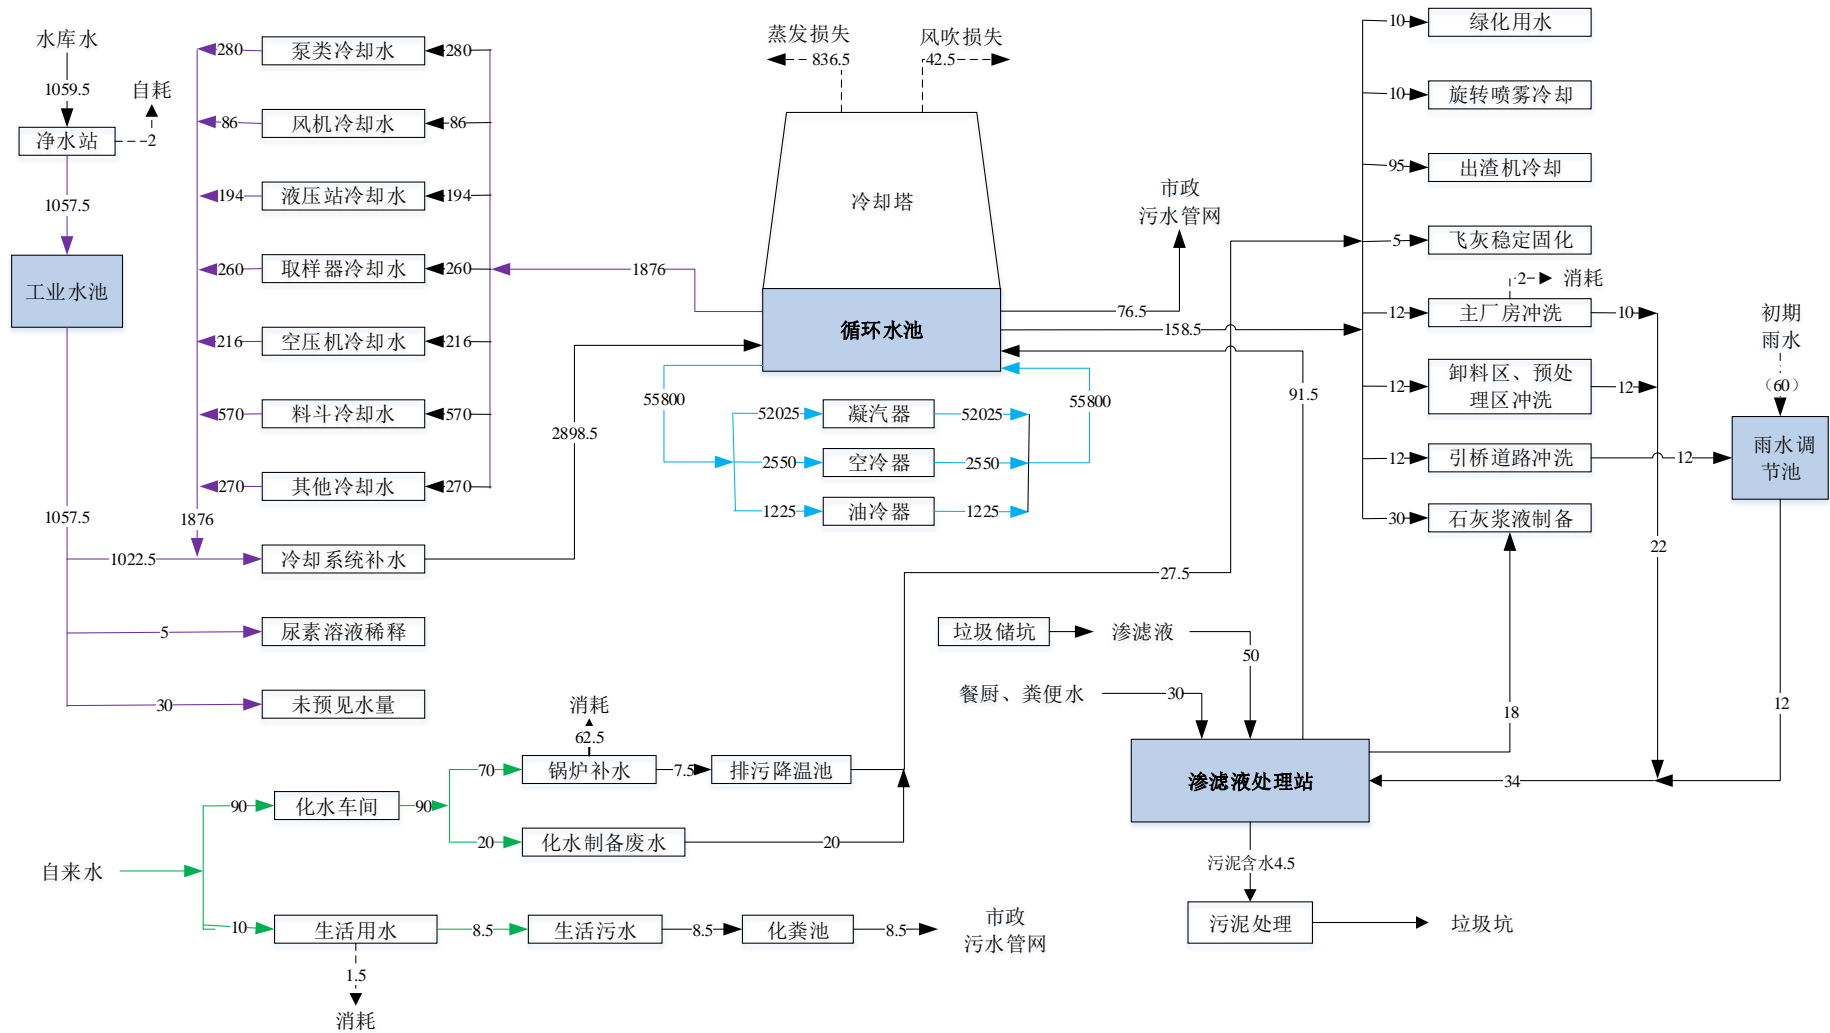 水库水
1059.5
自耗
净水站
2
1057.5
工业水池
1057.5
1022.5
冷却系统补水
5
尿素溶液稀释
30
未预见水量
280
泵类冷却水
280
86
风机冷却水
86
194
液压站冷却水
194
260
取样器冷却水
260
216
空压机冷却水
216
570
料斗冷却水
570
270
其他冷却水
270
1876
1876
2898.5
蒸发损失
836.5
风吹损失
42.5
冷却塔
循环水池
市政
污水管网
76.5
158.5
91.5
55800
55800
52025
凝汽器
52025
2550
空冷器
2550
1225
油冷器
1225
27.5
10
绿化用水
10
旋转喷雾冷却
95
出渣机冷却
5
飞灰稳定固化
2
消耗
12
主厂房冲洗
10
12
卸料区、预处
理区冲洗
12
12
引桥道路冲洗
12
30
石灰浆液制备
初期
雨水
（60）
雨水调
节池
22
12
18
34
垃圾储坑
渗滤液
50
餐厨、粪便水
30
渗滤液处理站
污泥含水4.5
污泥处理
垃圾坑
自来水
90
化水车间
90
70
锅炉补水
消耗
62.5
7.5
排污降温池
20
化水制备废水
20
10
生活用水
8.5
生活污水
8.5
化粪池
8.5
市政
污水管网
1.5
消耗